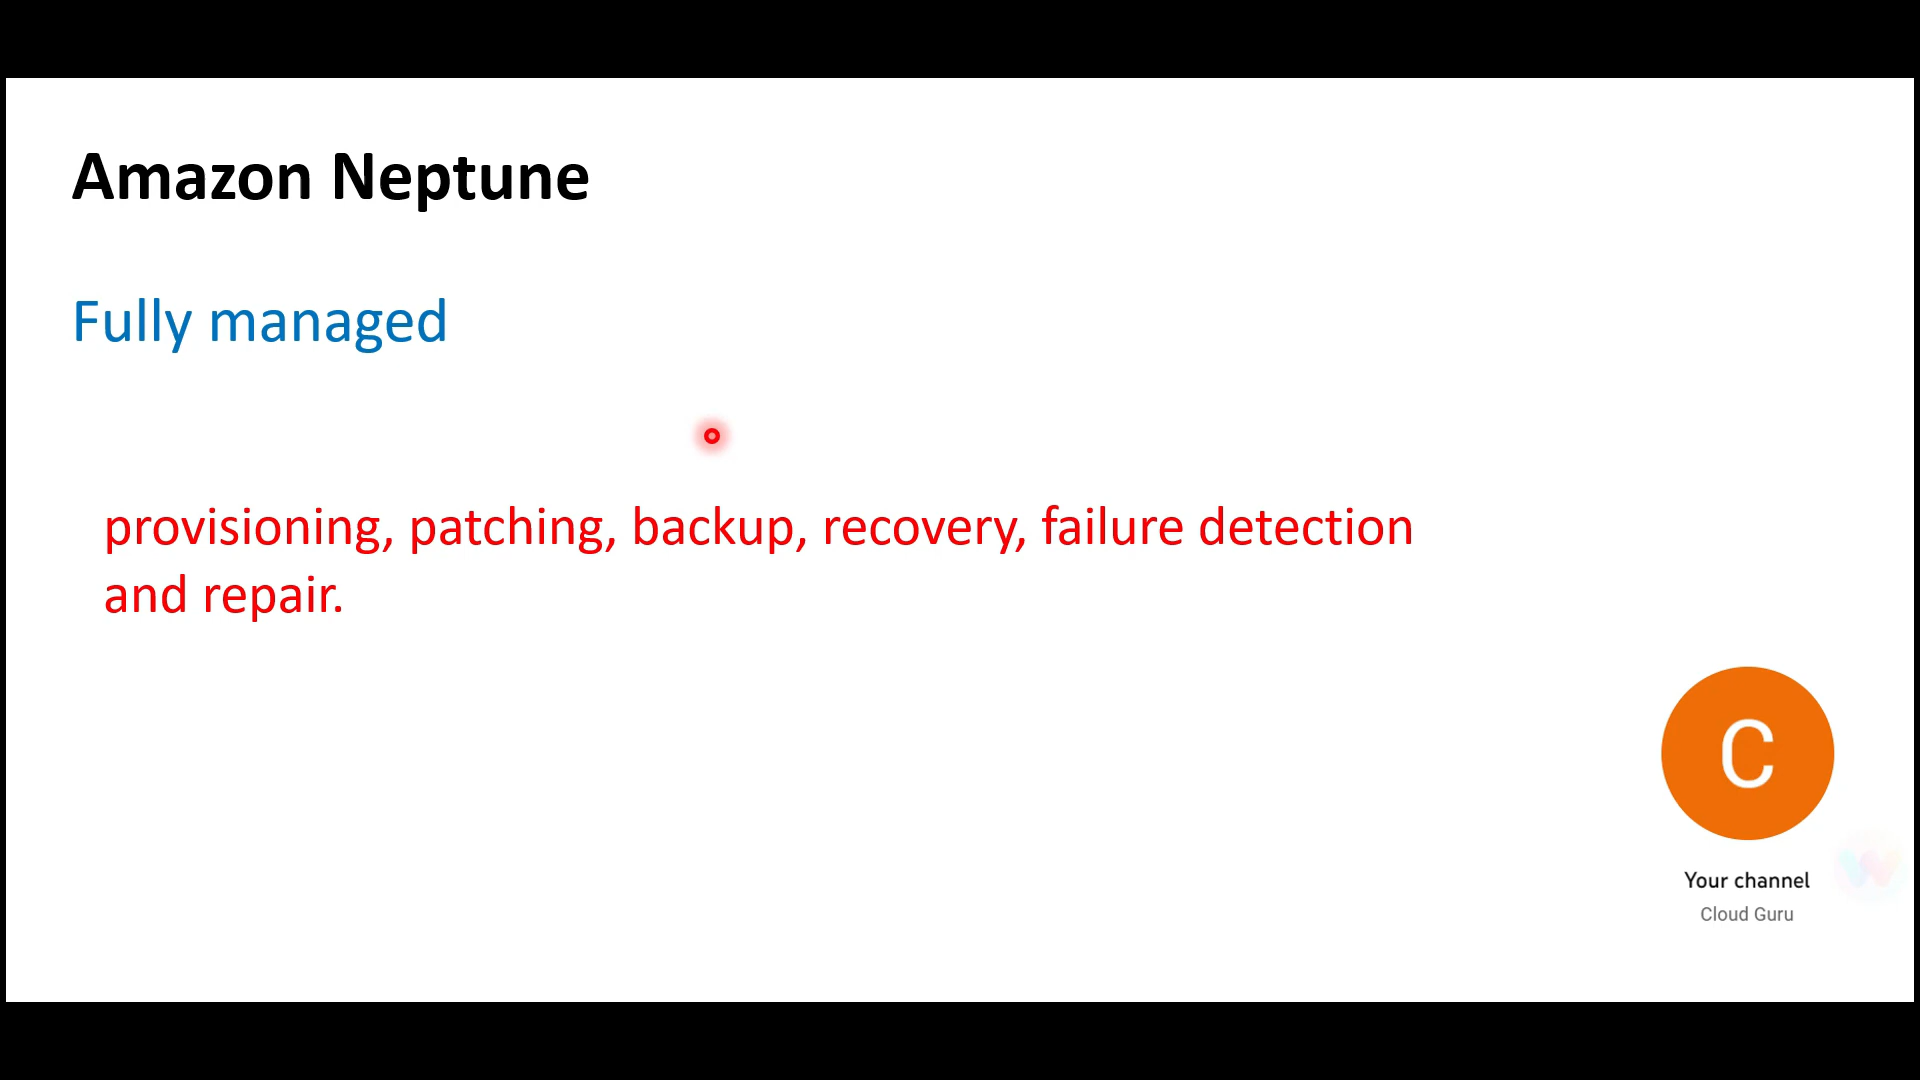 Amazon Neptune
Fully managed
provisioning, patching, backup, recovery, failure detection
and repair.
C
Your channel
Cloud Guru